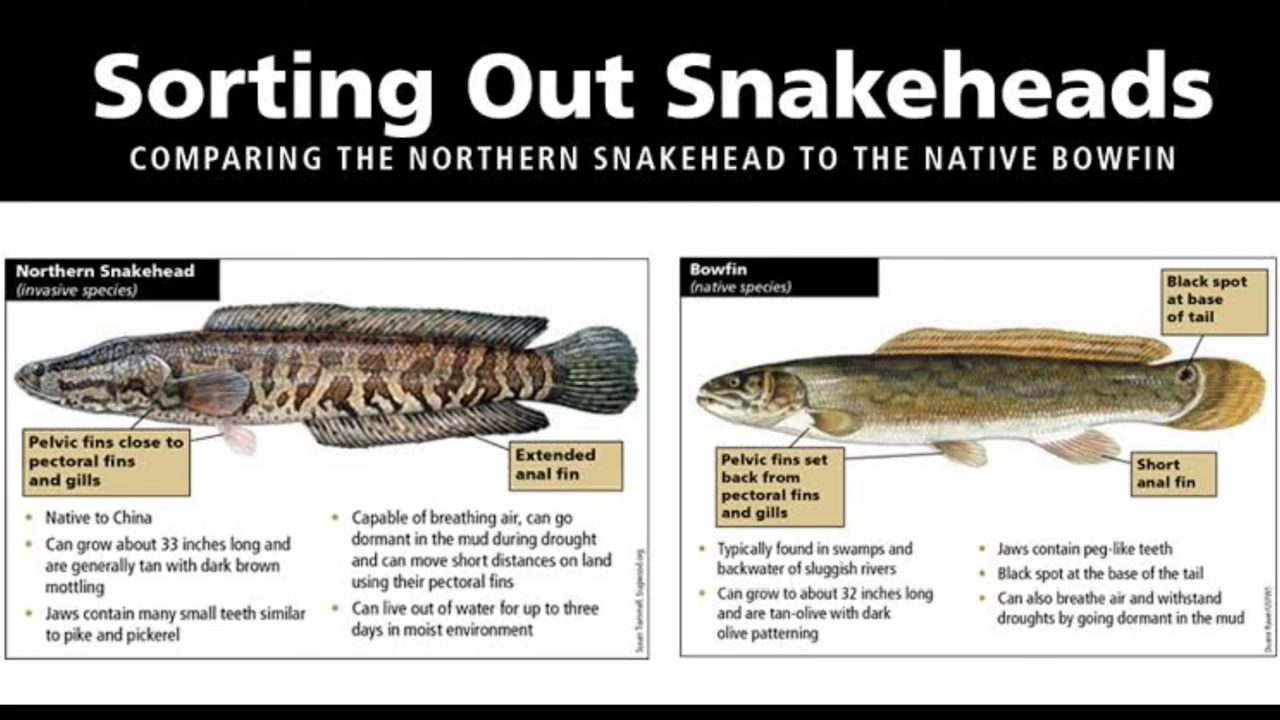 Sorting Out Snakeheads
COMPARING THE NORTHERN SNAKEHEAD TO THE NATIVE BOWFIN
Northern Snakehead
(invasive species)
Pelvic fins close to
pectoral fins
and gills
Extended
anal fin
• Native to China
• Can grow about 33 inches long and
are generally tan with dark brown
mottling
• Jaws contain many small teeth similar
to pike and pickerel
• Capable of breathing air, can go
dormant in the mud during drought
and can move short distances on land
using their pectoral fins
• Can live out of water for up to three
days in moist environment
Bowfin
(native species)
Black spot
at base
of tail
Pelvic fins set
back from
pectoral fins
and gills
Short
anal fin
• Typically found in swamps and
backwater of sluggish rivers
• Can grow to about 32 inches long
and are tan-olive with dark
olive patterning
• Jaws contain peg-like teeth
• Black spot at the base of the tail
• Can also breathe air and withstand
droughts by going dormant in the mud